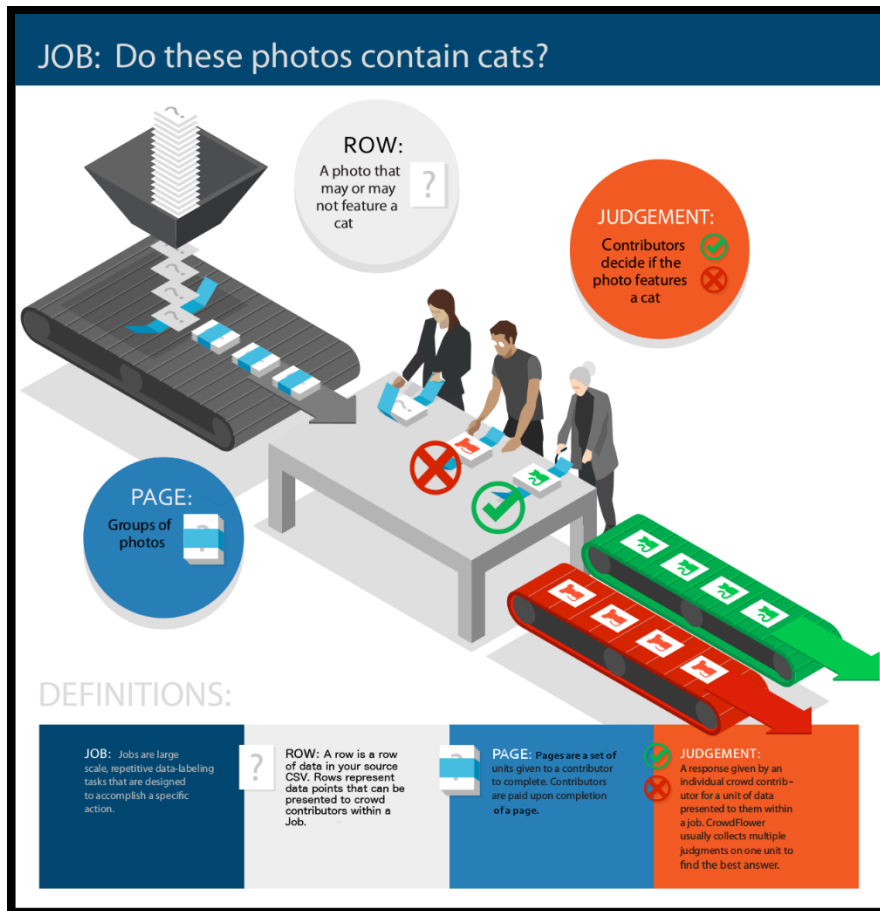 JOB: Do these photos contain cats?
ROW:
A photo that
may or may
not feature a
cat
?
JUDGEMENT:
Contributors
decide if the
photo features
a cat
PAGE:
Groups of
photos
?
DEFINITIONS:
JOB: Jobs are large
scale, repetitive data-labeling
tasks that are designed
to accomplish a specific
action.
?
ROW: A row is a row
of data in your source
CSV. Rows represent
data points that can be
presented to crowd
contributors within a
Job.
PAGE: Pages are a set of
units given to a contributor
to complete. Contributors
are paid upon completion
of a page.
JUDGEMENT:
A response given by an
individual crowd contrib-
utor for a unit of data
presented to them within
a job. CrowdFlower
usually collects multiple
judgments on one unit to
find the best answer.